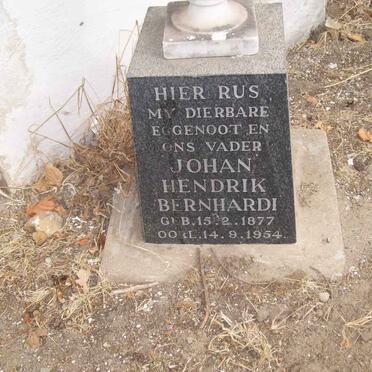 HIER RUS
MY DIERBARE
EGGENOOT EN
ONS VADER
JOHAN
HENDRIK
BERNHARDI
GEB. 15.2.1877
OORL. 14.9.1954.